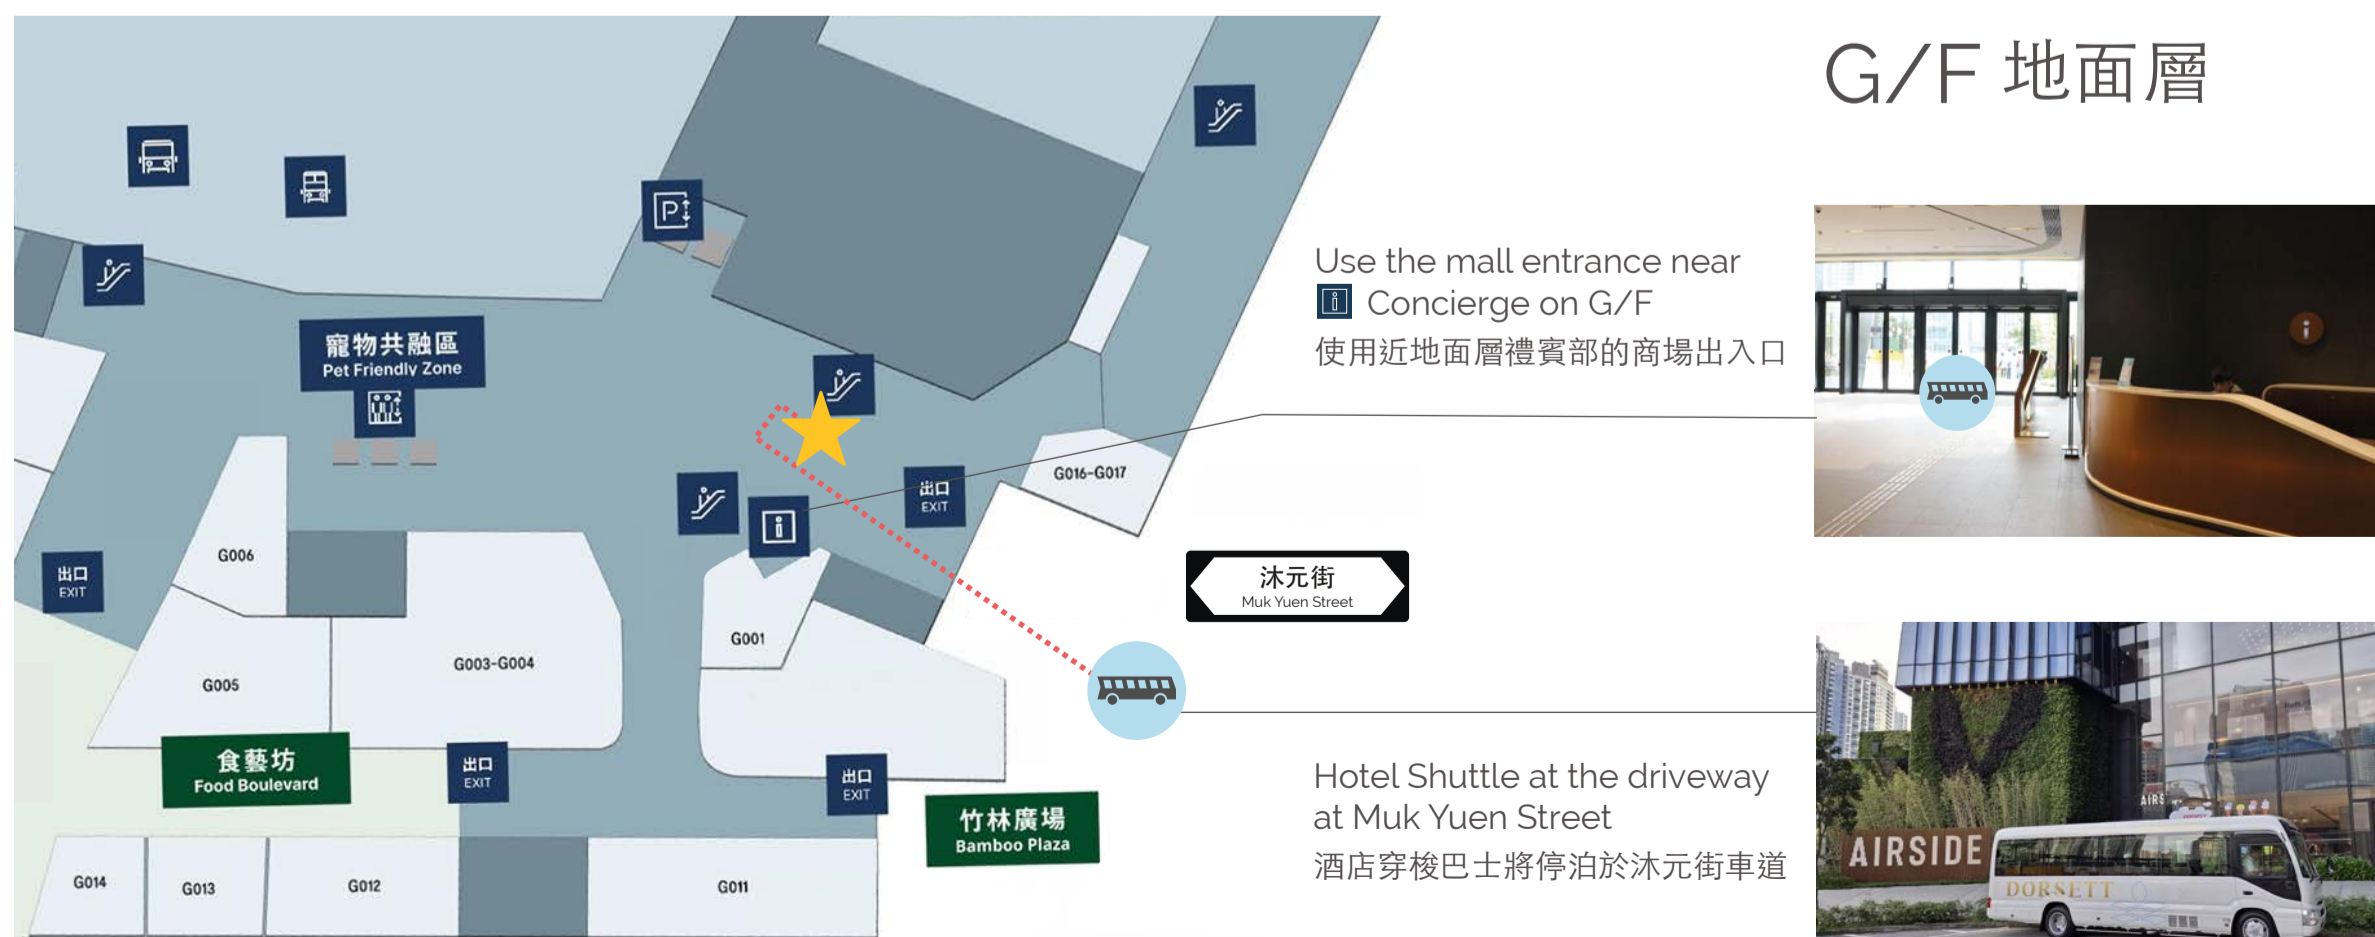 G/F 地面層
P
寵物共融區
Pet Friendly Zone
Use the mall entrance near
i Concierge on G/F
使用近地面層禮賓部的商場出入口
i
出口
EXIT
G016-G017
i
G006
出口
EXIT
沐元街
Muk Yuen Street
G001
G003-G004
G005
食藝坊
Food Boulevard
出口
EXIT
出口
EXIT
竹林廣場
Bamboo Plaza
Hotel Shuttle at the driveway
at Muk Yuen Street
酒店穿梭巴士將停泊於沐元街車道
AIRS
AIRSIDE
DORSETT
G014
G013
G012
G011